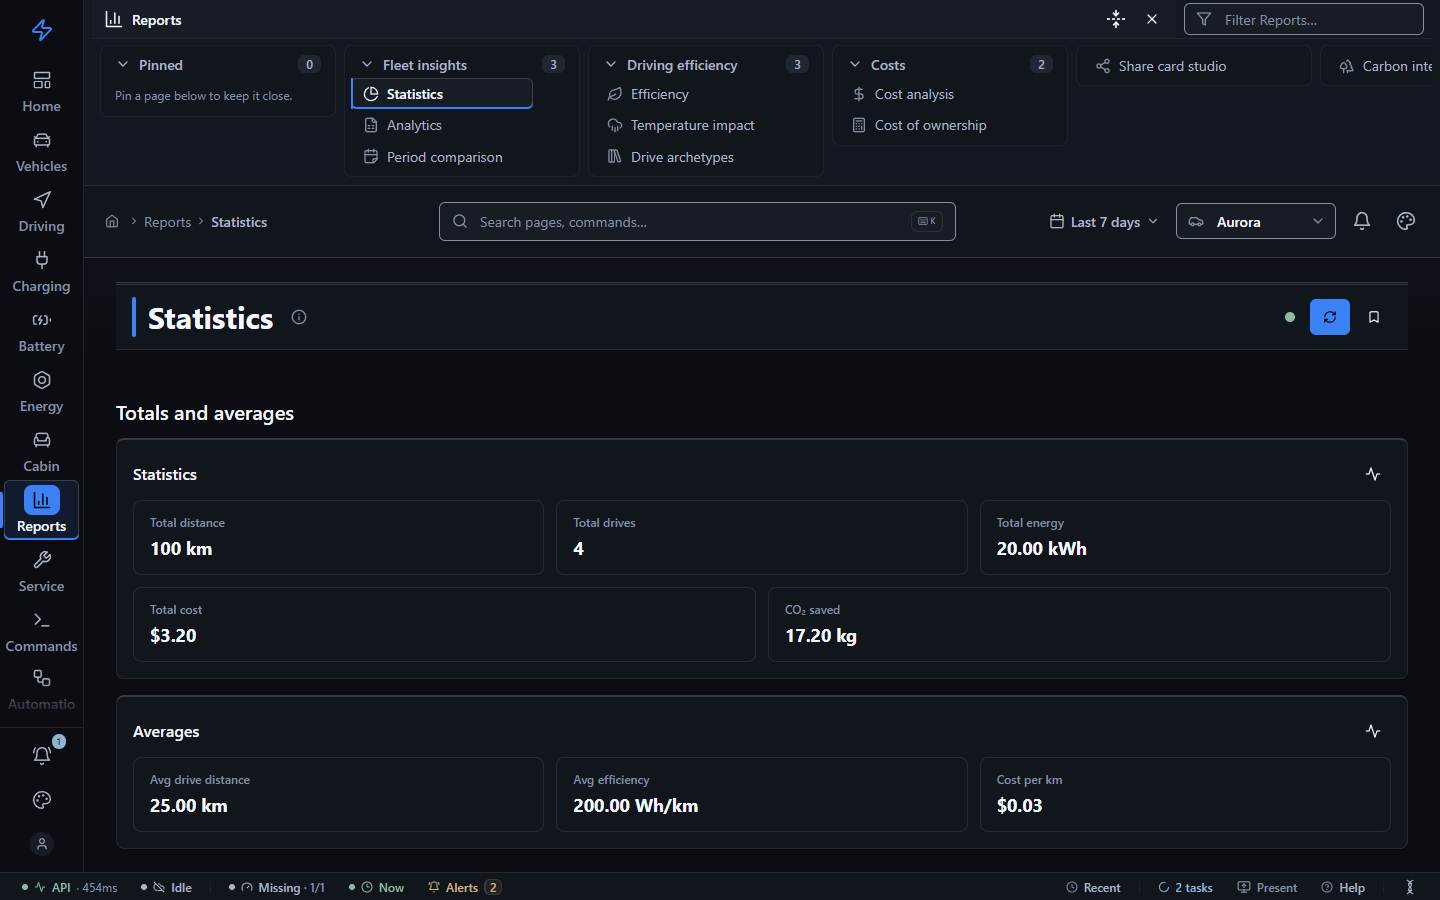 Reports
Filter Reports...
Pinned 0
Pin a page below to keep it close.
Fleet insights 3
Statistics
Analytics
Period comparison
Driving efficiency 3
Efficiency
Temperature impact
Drive archetypes
Costs 2
Cost analysis
Cost of ownership
Share card studio
Carbon inte
Home
Vehicles
Driving
Charging
Battery
Energy
Cabin
Reports
Service
Commands
Automatio
1
Reports Statistics
Search pages, commands...
K
Last 7 days
Aurora
Statistics
Totals and averages
Statistics
Total distance
100 km
Total drives
4
Total energy
20.00 kWh
Total cost
$3.20
CO₂ saved
17.20 kg
Averages
Avg drive distance
25.00 km
Avg efficiency
200.00 Wh/km
Cost per km
$0.03
API · 454ms
Idle
Missing · 1/1
Now
Alerts 2
Recent
2 tasks
Present
Help